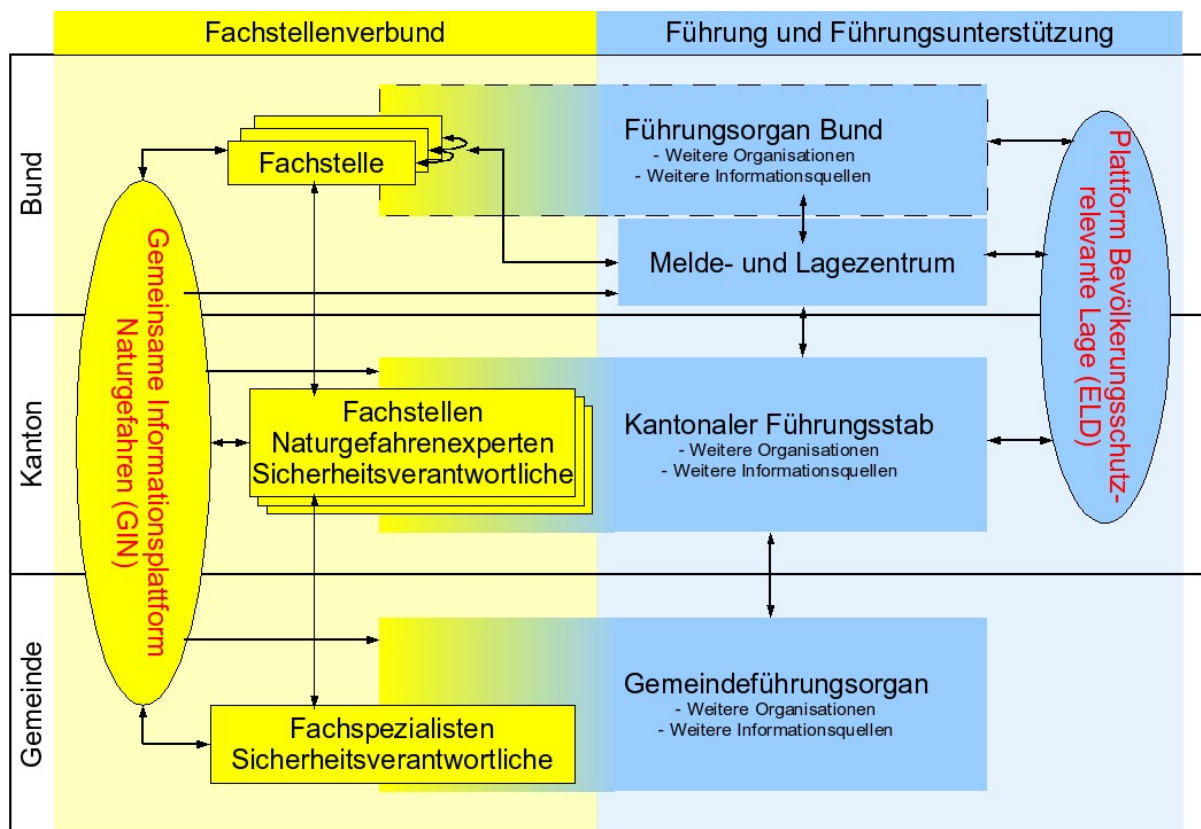 Fachstellenverbund
Führung und Führungsunterstützung
Bund
Fachstelle
Führungsorgan Bund
- Weitere Organisationen
- Weitere Informationsquellen
Melde- und Lagezentrum
Gemeinsame Informationsplattform
Naturgefahren (GIN)
Plattform Bevölkerungsschutz-
relevante Lage (ELD)
Kanton
Fachstellen
Naturgefahrenexperten
Sicherheitsverantwortliche
Kantonaler Führungsstab
- Weitere Organisationen
- Weitere Informationsquellen
Gemeinde
Fachspezialisten
Sicherheitsverantwortliche
Gemeindeführungsorgan
- Weitere Organisationen
- Weitere Informationsquellen